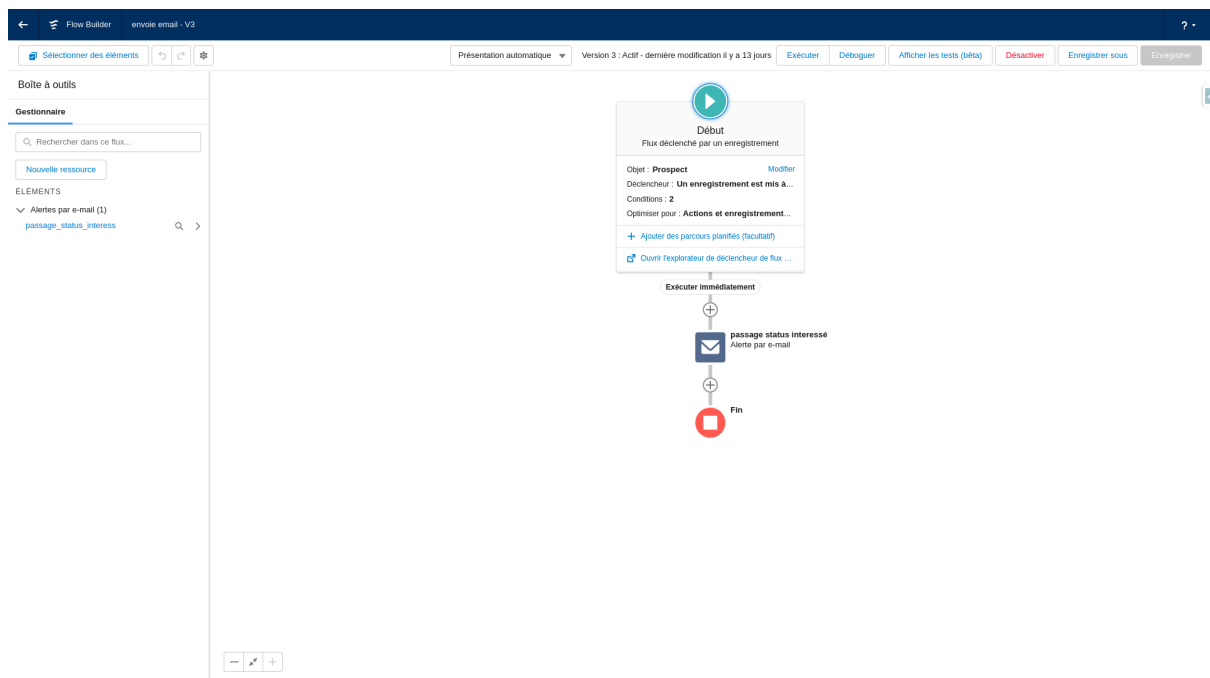 Flow Builder
envoie email - V3
?
Sélectionner des éléments
Présentation automatique
Version 3 : Actif - dernière modification il y a 13 jours
Exécuter
Déboguer
Afficher les tests (bêta)
Désactiver
Enregistrer sous
Enregistrer
Boîte à outils
Gestionnaire
Rechercher dans ce flux...
Nouvelle ressource
ÉLÉMENTS
Alertes par e-mail (1)
passage_status_interess
Début
Flux déclenché par un enregistrement
Objet : Prospect
Modifier
Déclencheur : Un enregistrement est mis à...
Conditions : 2
Optimiser pour : Actions et enregistrement...
Ajouter des parcours planifiés (facultatif)
Ouvrir l'explorateur de déclencheur de flux ...
Exécuter immédiatement
passage status interessé
Alerte par e-mail
Fin